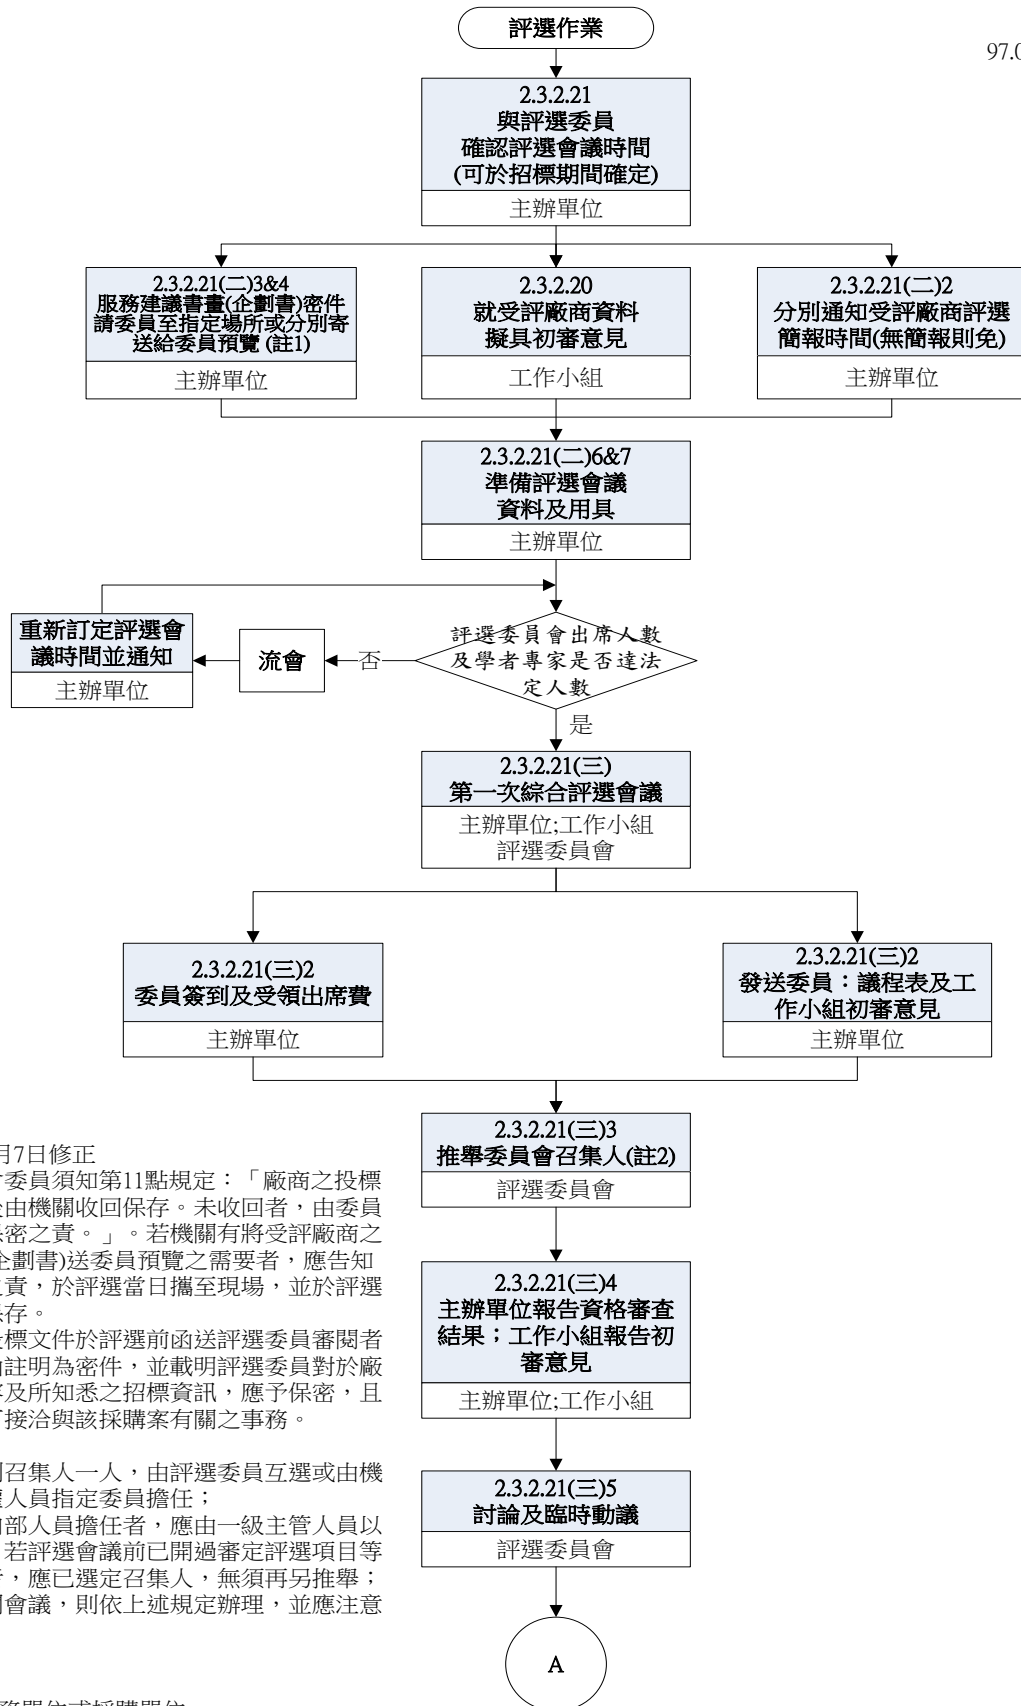 評選作業
97.0
2.3.2.21
與評選委員
確認評選會議時間
(可於招標期間確定)
主辦單位
2.3.2.21(二)3&4
服務建議書畫(企劃書)密件
請委員至指定場所或分別寄
送給委員預覽 (註1)
主辦單位
2.3.2.20
就受評廠商資料
擬具初審意見
工作小組
2.3.2.21(二)2
分別通知受評廠商評選
簡報時間(無簡報則免)
主辦單位
2.3.2.21(二)6&7
準備評選會議
資料及用具
主辦單位
重新訂定評選會
議時間並通知
主辦單位
流會
否
評選委員會出席人數
及學者專家是否達法
定人數
是
2.3.2.21(三)
第一次綜合評選會議
主辦單位;工作小組
評選委員會
2.3.2.21(三)2
委員簽到及受領出席費
主辦單位
2.3.2.21(三)2
發送委員：議程表及工
作小組初審意見
主辦單位
2.3.2.21(三)3
推舉委員會召集人(註2)
評選委員會
2.3.2.21(三)4
主辦單位報告資格審查
結果；工作小組報告初
審意見
主辦單位;工作小組
2.3.2.21(三)5
討論及臨時動議
評選委員會
A
月7日修正
委員須知第11點規定：「廠商之投標
後由機關收回保存。未收回者，由委員
保密之責。」。若機關有將受評廠商之
企劃書)送委員預覽之需要者，應告知
之責，於評選當日攜至現場，並於評選
保存。
投標文件於評選前函送評選委員審閱者
註明為密件，並載明評選委員對於廠
容及所知悉之招標資訊，應予保密，且
接洽與該採購案有關之事務。
召集人一人，由評選委員互選或由機
權人員指定委員擔任；
內部人員擔任者，應由一級主管人員以
若評選會議前已開過審定評選項目等
，應已選定召集人，無須再另推舉；
開會議，則依上述規定辦理，並應注意
務單位或採購單位